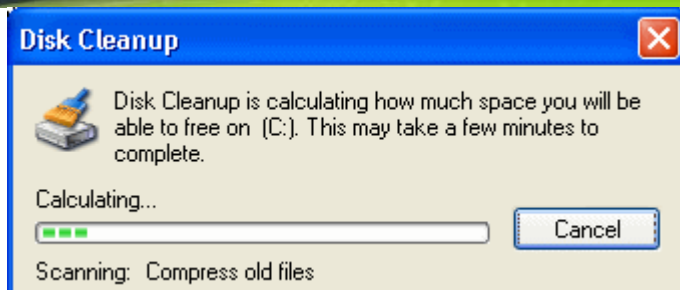 Disk Cleanup
Disk Cleanup is calculating how much space you will be
able to free on  (C:). This may take a few minutes to
complete.
Calculating...
Cancel
Scanning:  Compress old files